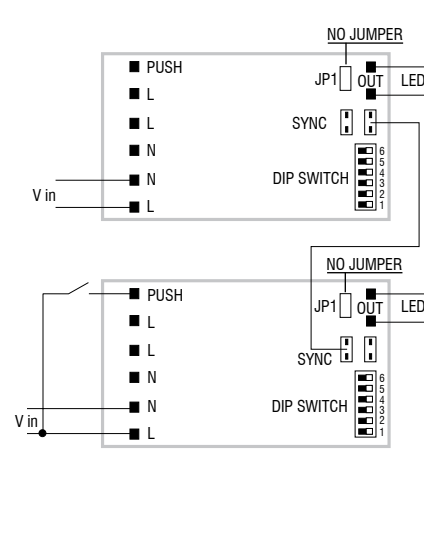 NO JUMPER
PUSH
JP1
OUT
LED
L
L
SYNC
N
N
DIP SWITCH
6
5
4
3
2
1
V in
L
NO JUMPER
PUSH
JP1
OUT
LED
L
L
SYNC
N
N
DIP SWITCH
6
5
4
3
2
1
V in
L